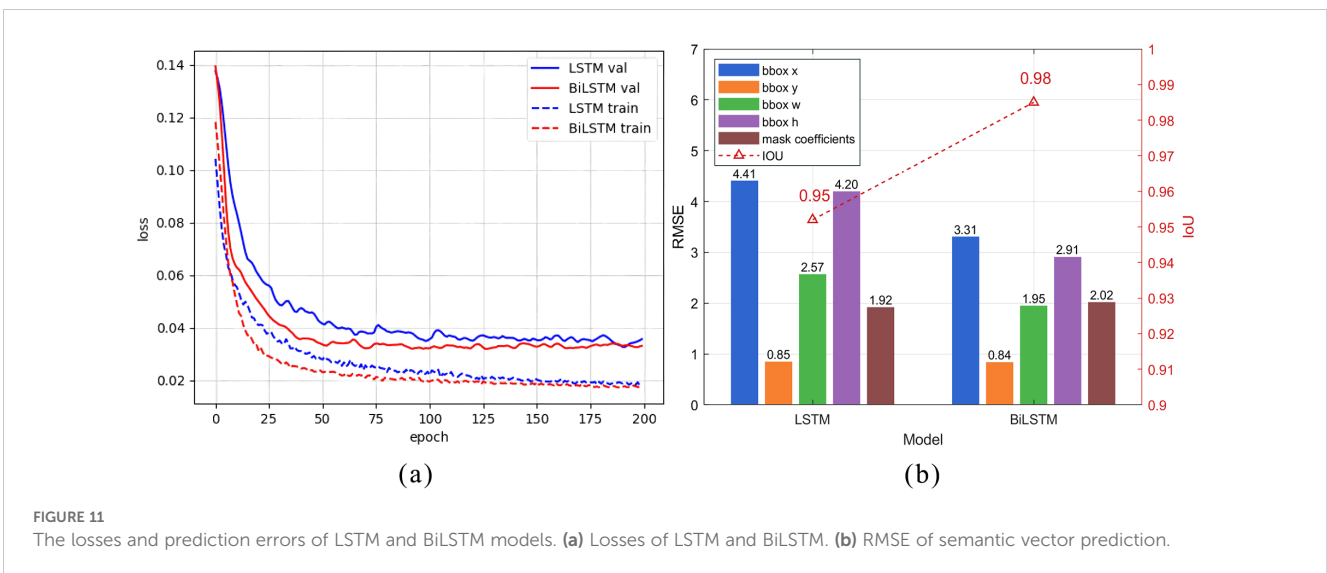 0.14
0.12
0.10
0.08
0.06
0.04
0.02
loss
0 25 50 75 100 125 150 175 200
epoch
LSTM val
BiLSTM val
LSTM train
BiLSTM train
(a)
7
6
5
4
3
2
1
0
RMSE
bbox x
bbox y
bbox w
bbox h
mask coefficients
IOU
4.41
0.85
2.57
4.20
1.92
0.95
3.31
0.84
1.95
2.91
2.02
0.98
LSTM BiLSTM
Model
1
0.99
0.98
0.97
0.96
0.95
0.94
0.93
0.92
0.91
0.9
IoU
(b)
FIGURE 11
The losses and prediction errors of LSTM and BiLSTM models. (a) Losses of LSTM and BiLSTM. (b) RMSE of semantic vector prediction.